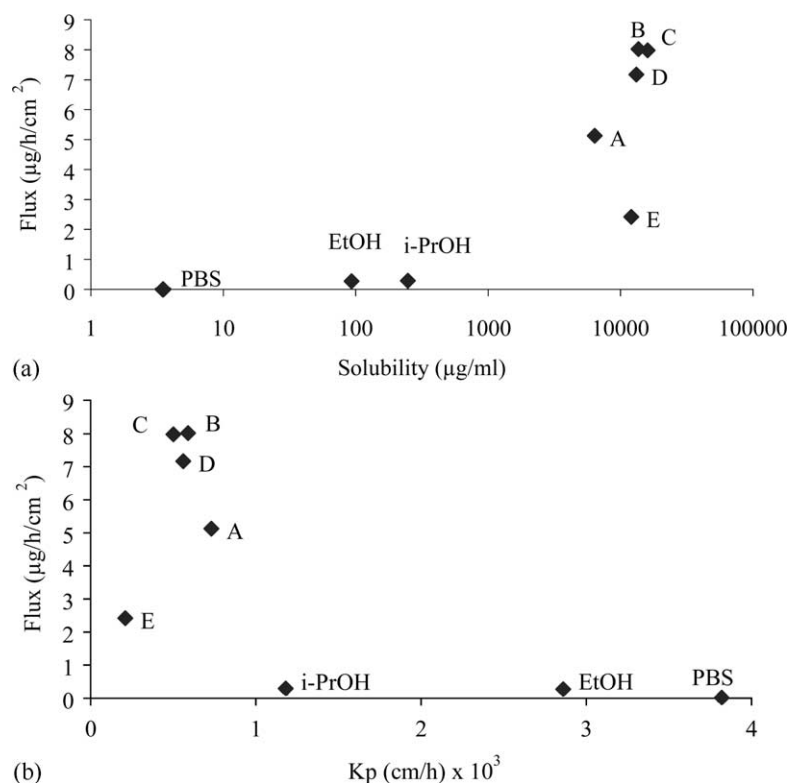 9
8
7
6
5
4
3
2
1
0
Flux (µg/h/cm²)
B C
D
A
E
EtOH i-PrOH
PBS
1 10 100 1000 10000 100000
(a) Solubility (µg/ml)
9
8
7
6
5
4
3
2
1
0
Flux (µg/h/cm²)
C B
D
A
E
i-PrOH EtOH PBS
0 1 2 3 4
(b) Kp (cm/h) x 10³